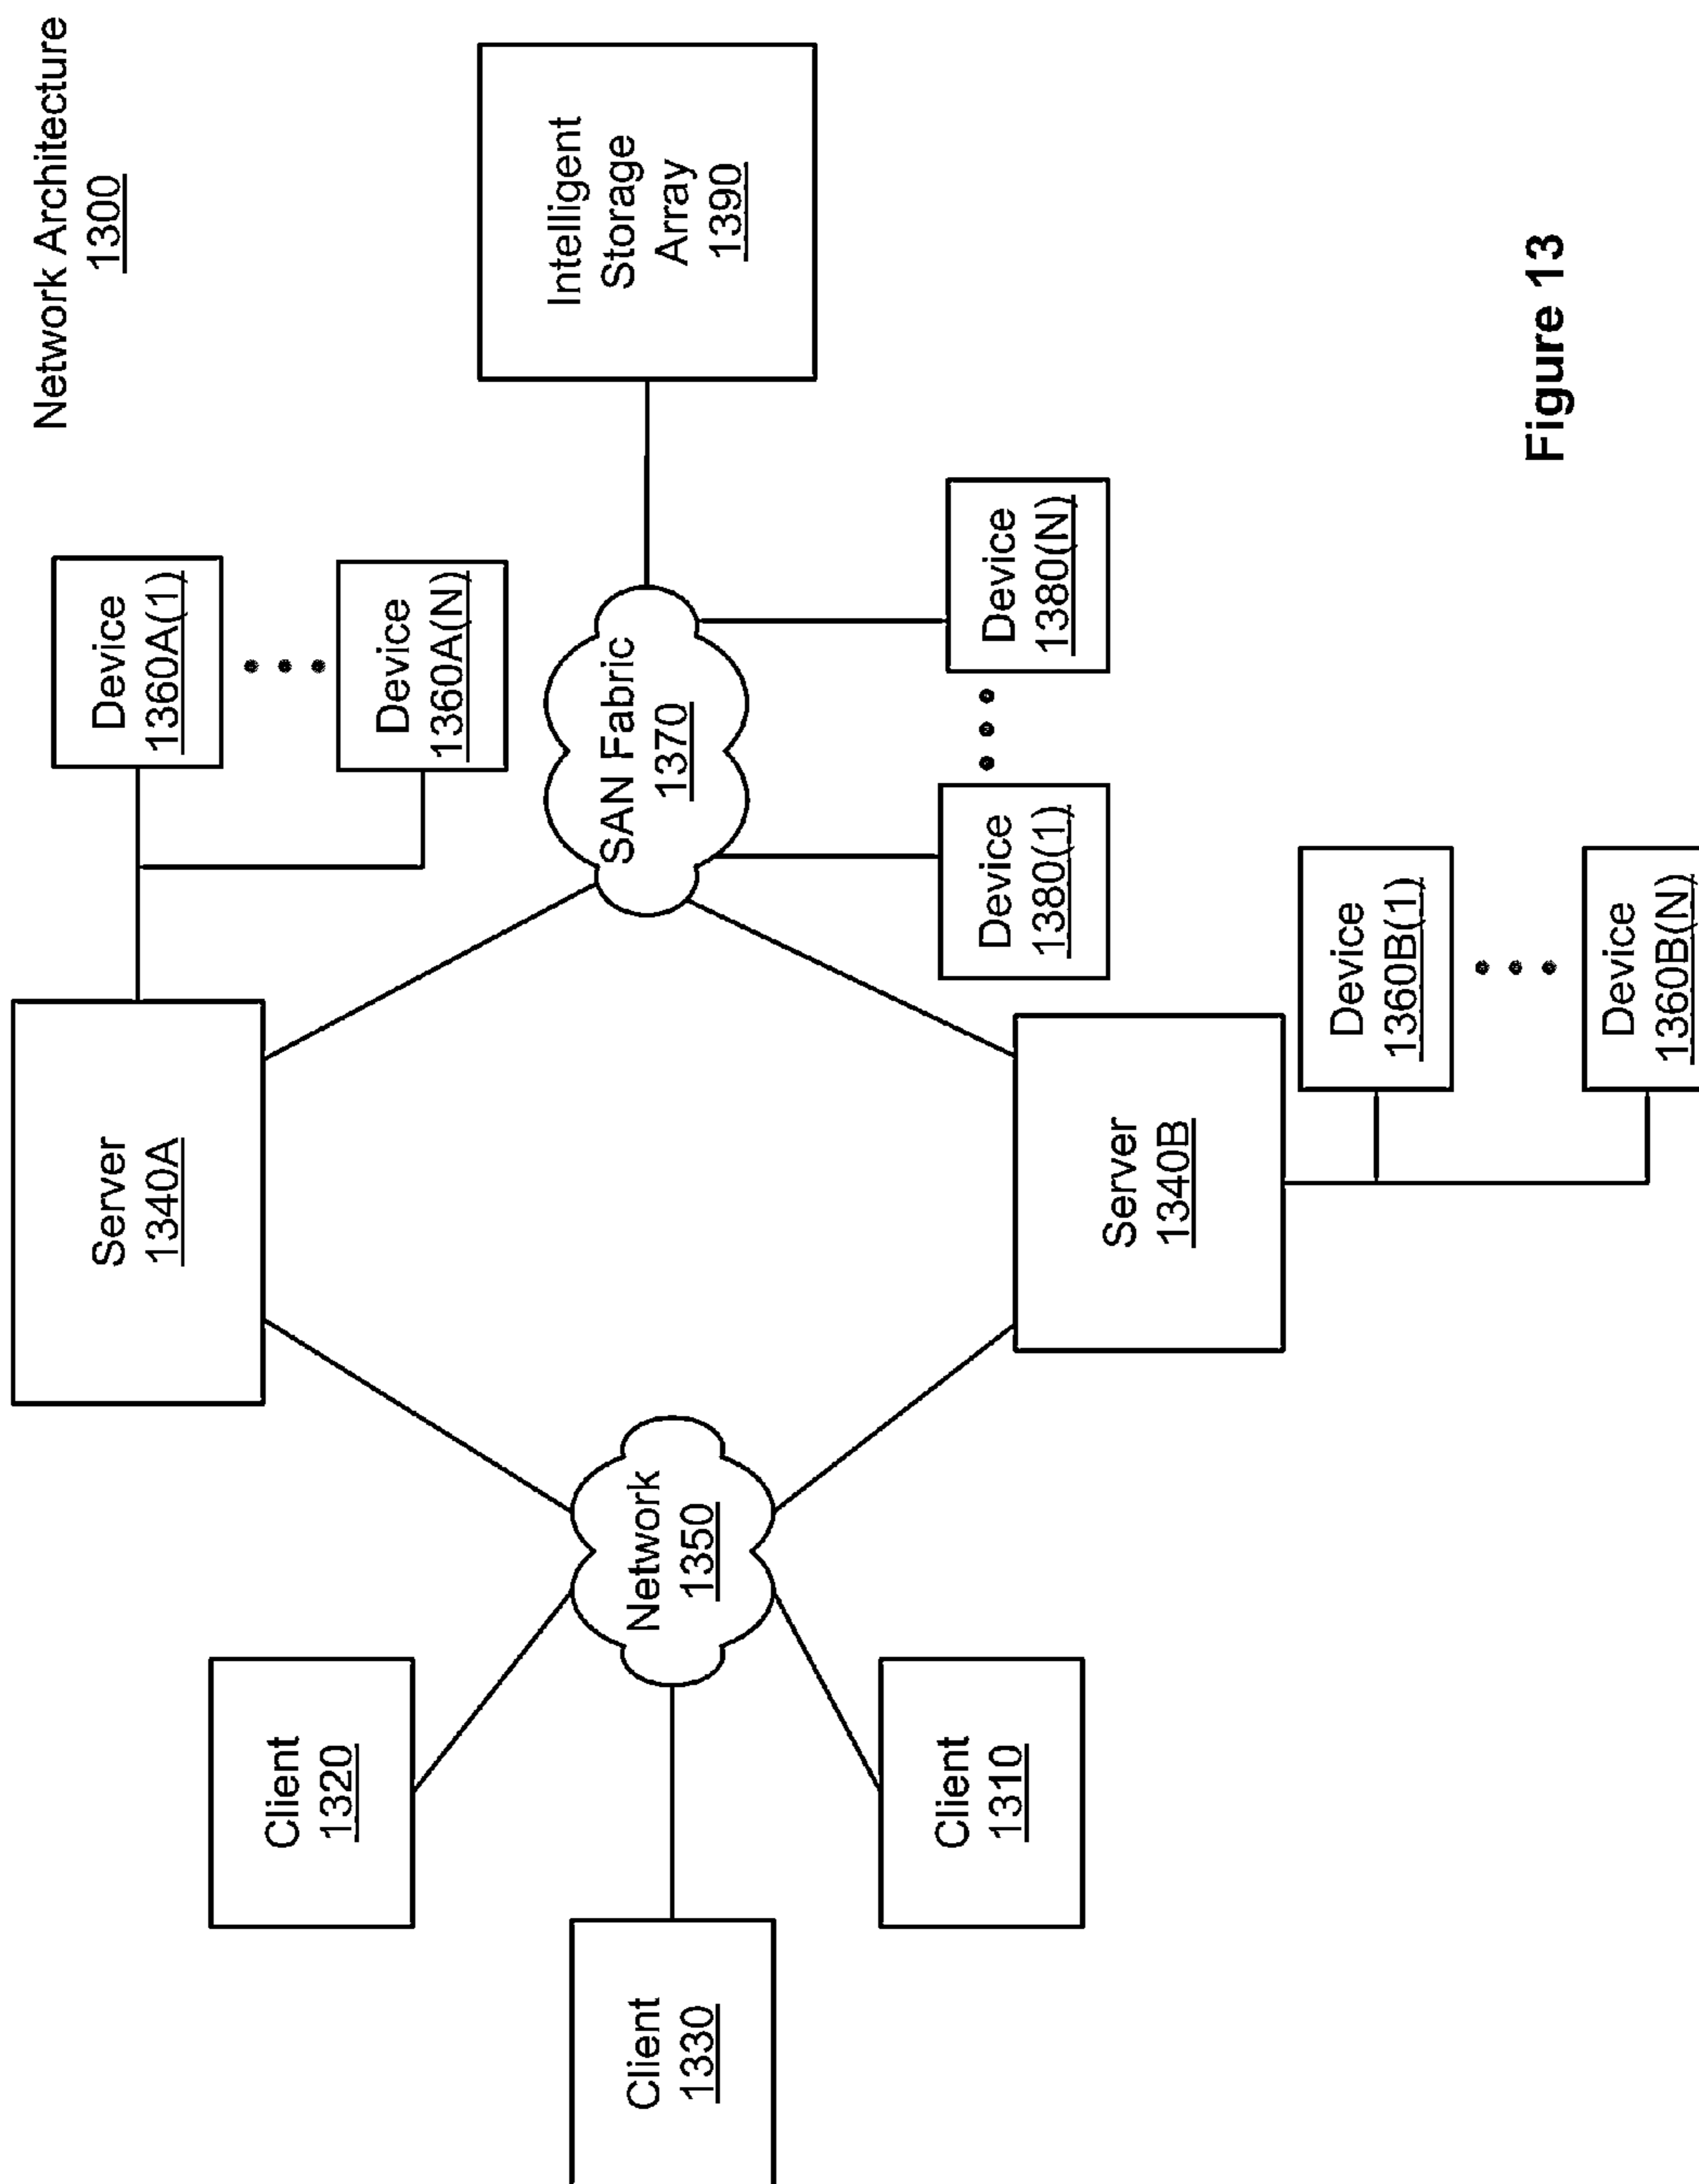 Network Architecture
1300
Device
1360A(1)
Device
1360A(N)
Server
1340A
Intelligent
Storage
Array
1390
SAN Fabric
1370
Client
1320
Network
1350
Client
1330
Device
1380(1)
Device
1380(N)
Client
1310
Server
1340B
Device
1360B(1)
Device
1360B(N)
Figure 13